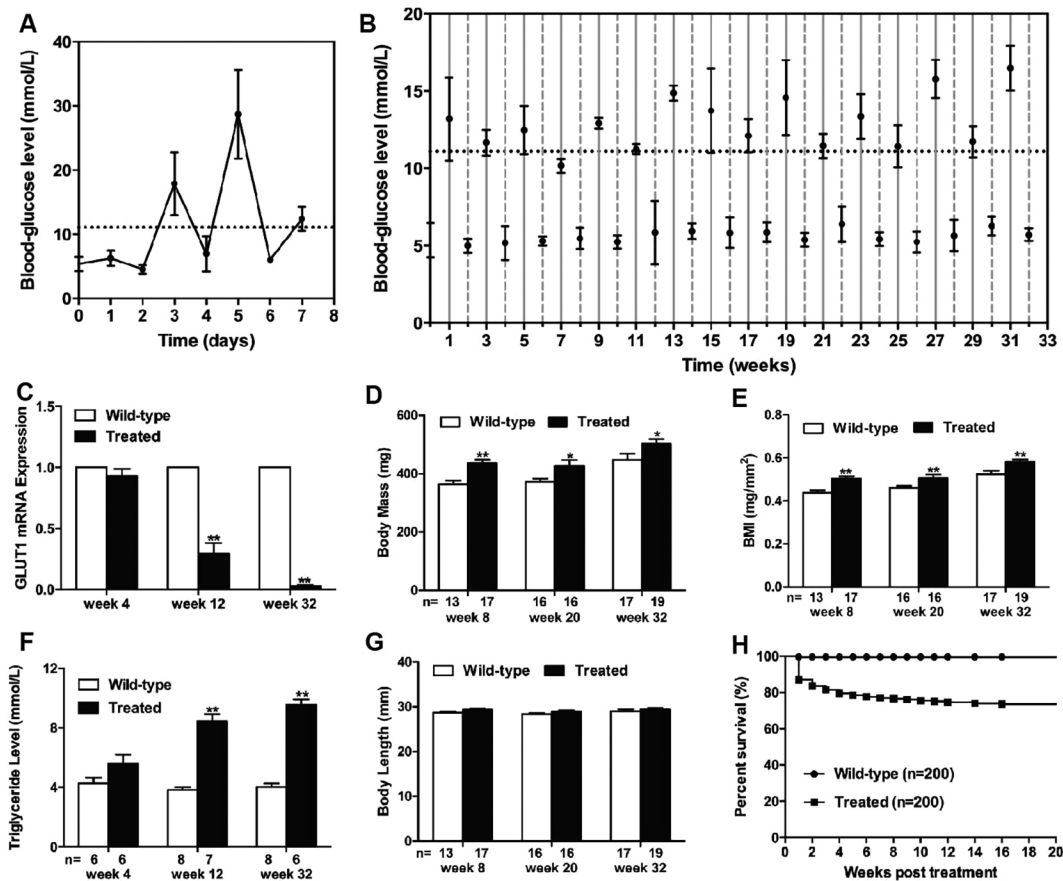 A
Blood-glucose level (mmol/L)
40
30
20
10
0
0 1 2 3 4 5 6 7 8
Time (days)
B
Blood-glucose level (mmol/L)
20
15
10
5
0
1 3 5 7 9 11 13 15 17 19 21 23 25 27 29 31 33
Time (weeks)
C
GLUT1 mRNA Expression
1.5
1.0
0.5
0.0
Wild-type
Treated
**
**
week 4 week 12 week 32
D
Body Mass (mg)
600
400
200
0
Wild-type Treated
**
*
*
n= 13 17 16 16 17 19
week 8 week 20 week 32
E
BMI (mg/mm²)
0.8
0.6
0.4
0.2
0.0
Wild-type Treated
**
**
**
n= 13 17 16 16 17 19
week 8 week 20 week 32
F
Triglyceride Level (mmol/L)
12
8
4
0
Wild-type
Treated
**
**
n= 6 6 8 7 8 6
week 4 week 12 week 32
G
Body Length (mm)
40
30
20
10
0
Wild-type Treated
n= 13 17 16 16 17 19
week 8 week 20 week 32
H
Percent survival (%)
100
80
60
40
20
0
Wild-type (n=200)
Treated (n=200)
0 2 4 6 8 10 12 14 16 18 20
Weeks post treatment